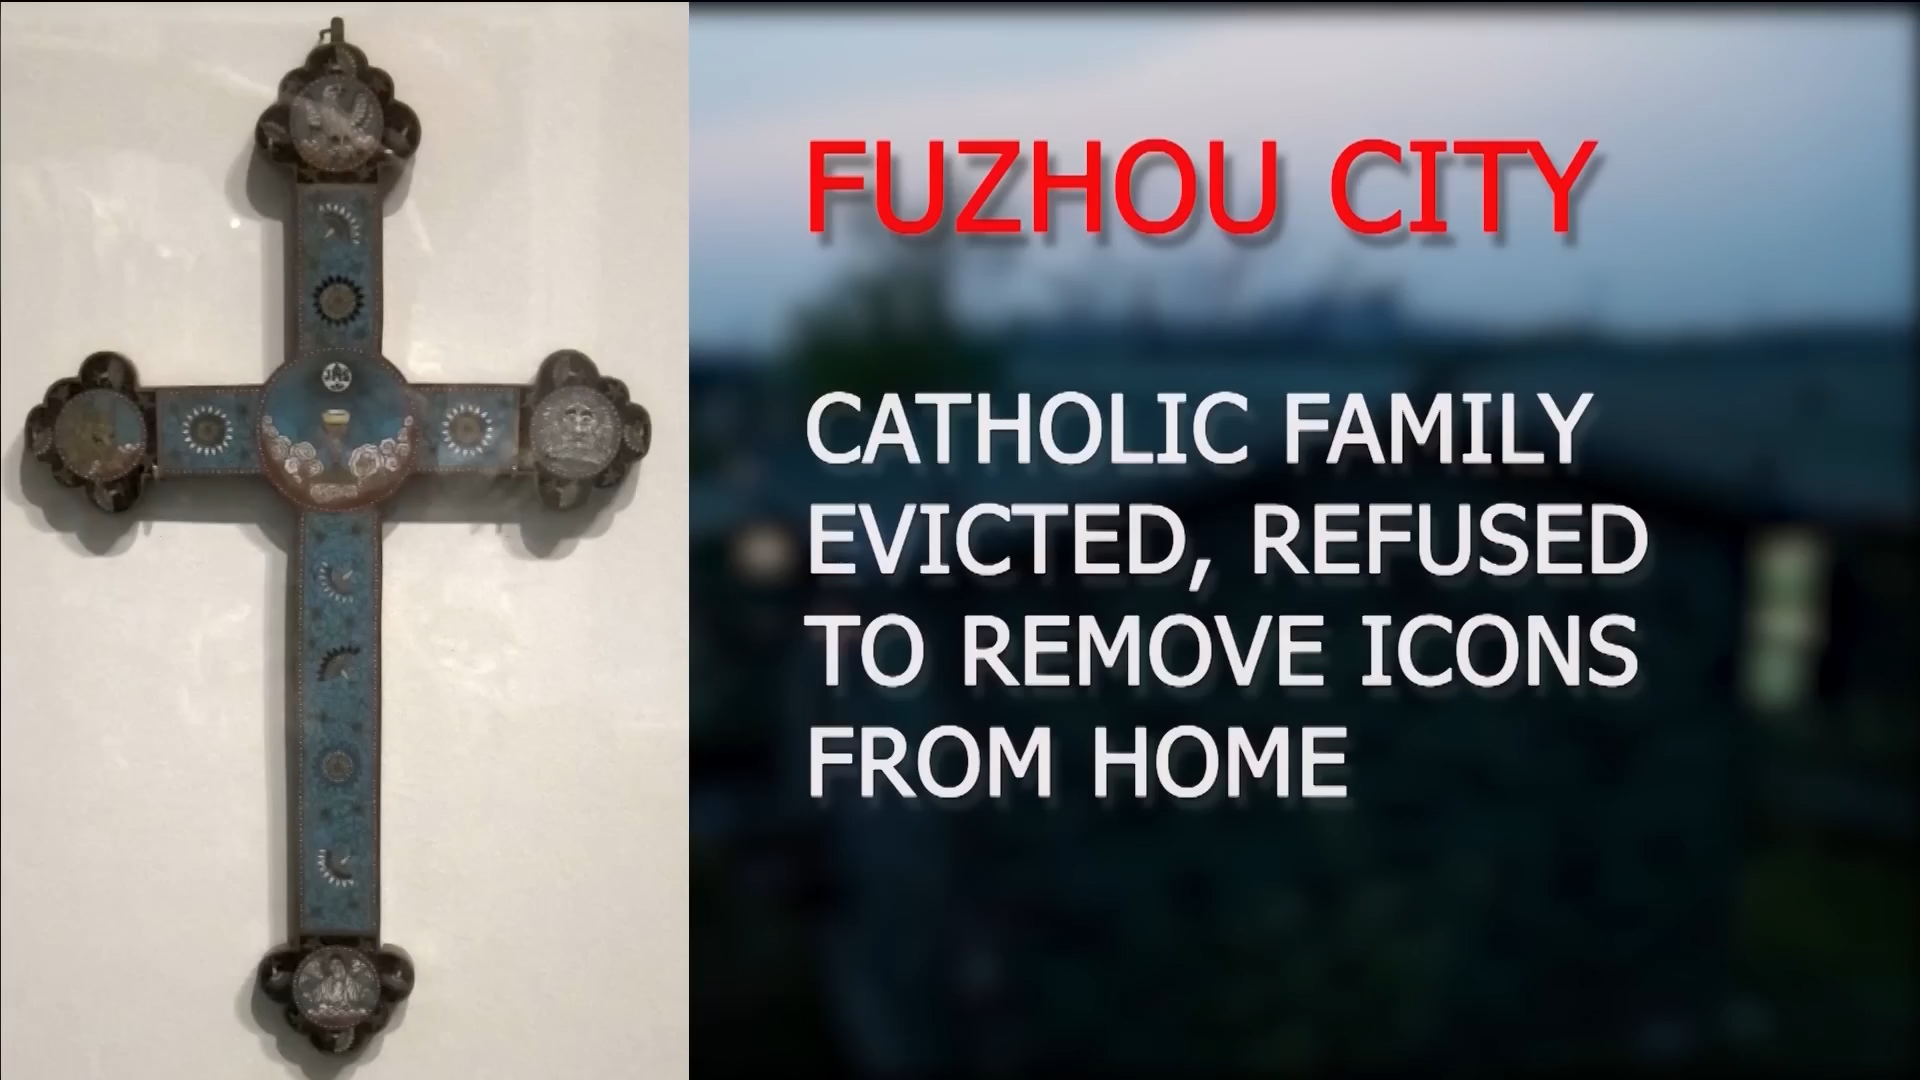 FUZHOU CITY
CATHOLIC FAMILY
EVICTED, REFUSED
TO REMOVE ICONS
FROM HOME